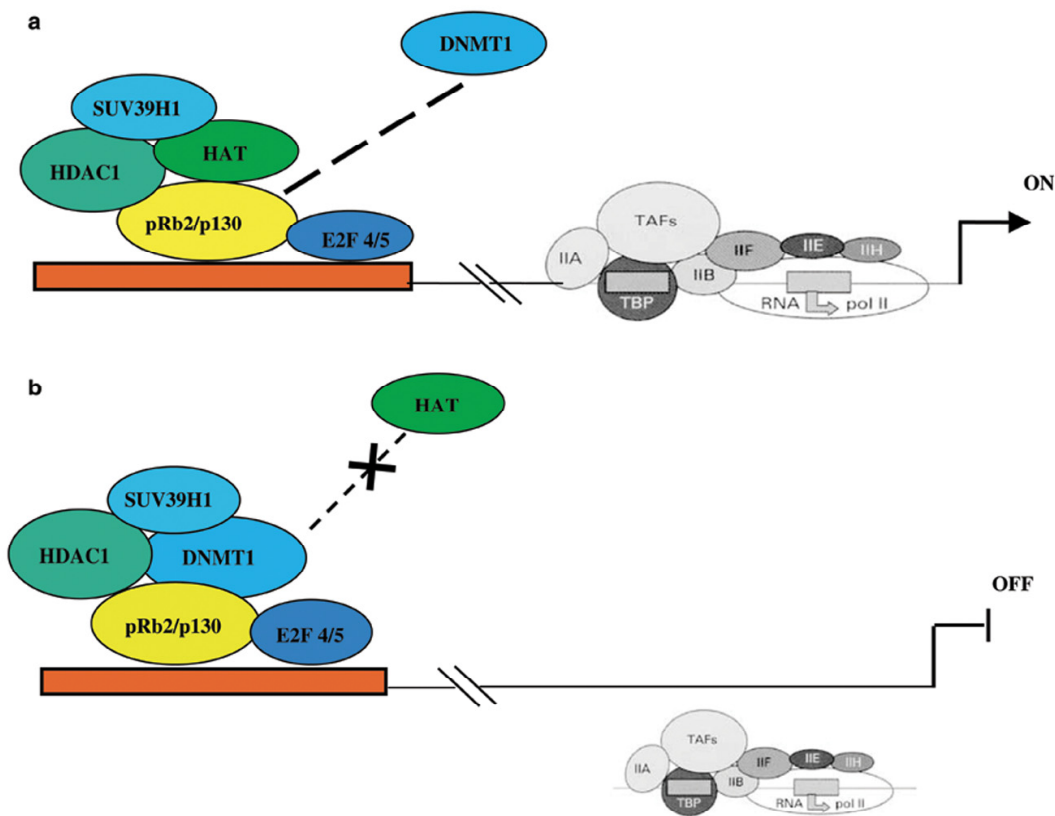 a
DNMT1
SUV39H1
HDAC1
HAT
pRb2/p130
E2F 4/5
TAFs
IIA
TBP
IIB
IIF
IIE
IIH
RNA
pol II
ON
b
HAT
SUV39H1
HDAC1
DNMT1
pRb2/p130
E2F 4/5
OFF
TAFs
IIA
TBP
IIB
IIF
IIE
IIH
RNA
pol II